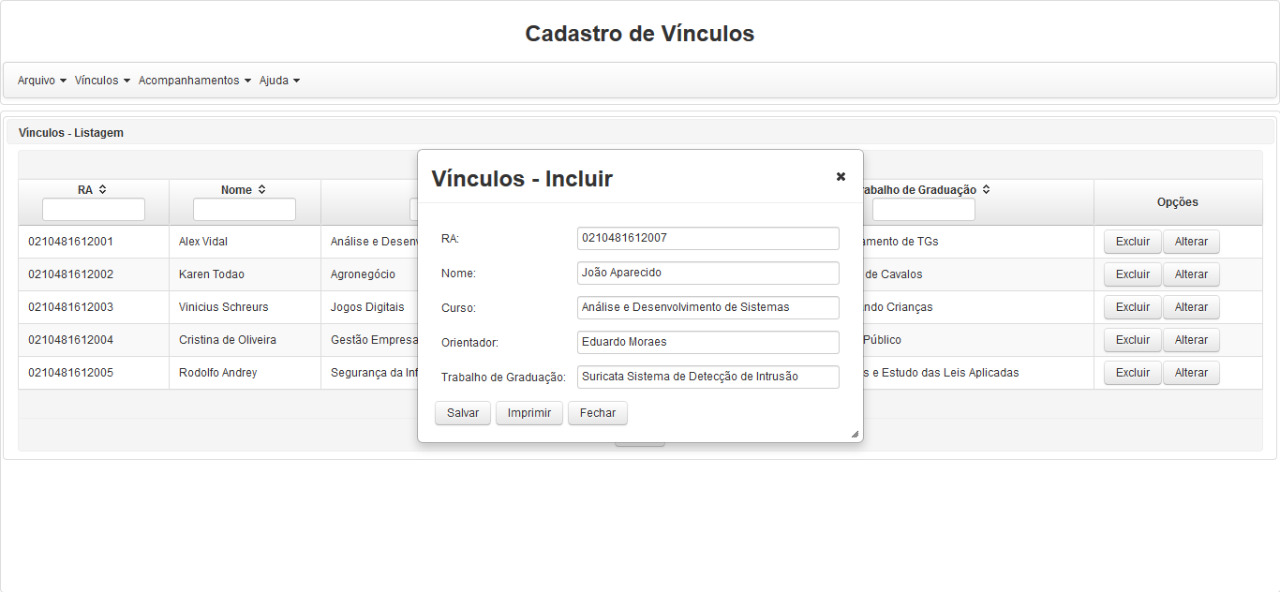 Cadastro de Vínculos
Arquivo Vínculos Acompanhamentos Ajuda
Vínculos - Listagem
RA Nome Trabalho de Graduação Opções
0210481612001 Alex Vidal Análise e Desenv amento de TGs Excluir Alterar
0210481612002 Karen Todao Agronegócio de Cavalos Excluir Alterar
0210481612003 Vinicius Schreurs Jogos Digitais ndo Crianças Excluir Alterar
0210481612004 Cristina de Oliveira Gestão Empresa Público Excluir Alterar
0210481612005 Rodolfo Andrey Segurança da Inf s e Estudo das Leis Aplicadas Excluir Alterar
Vínculos - Incluir
RA: 0210481612007
Nome: João Aparecido
Curso: Análise e Desenvolvimento de Sistemas
Orientador: Eduardo Moraes
Trabalho de Graduação: Suricata Sistema de Detecção de Intrusão
Salvar Imprimir Fechar